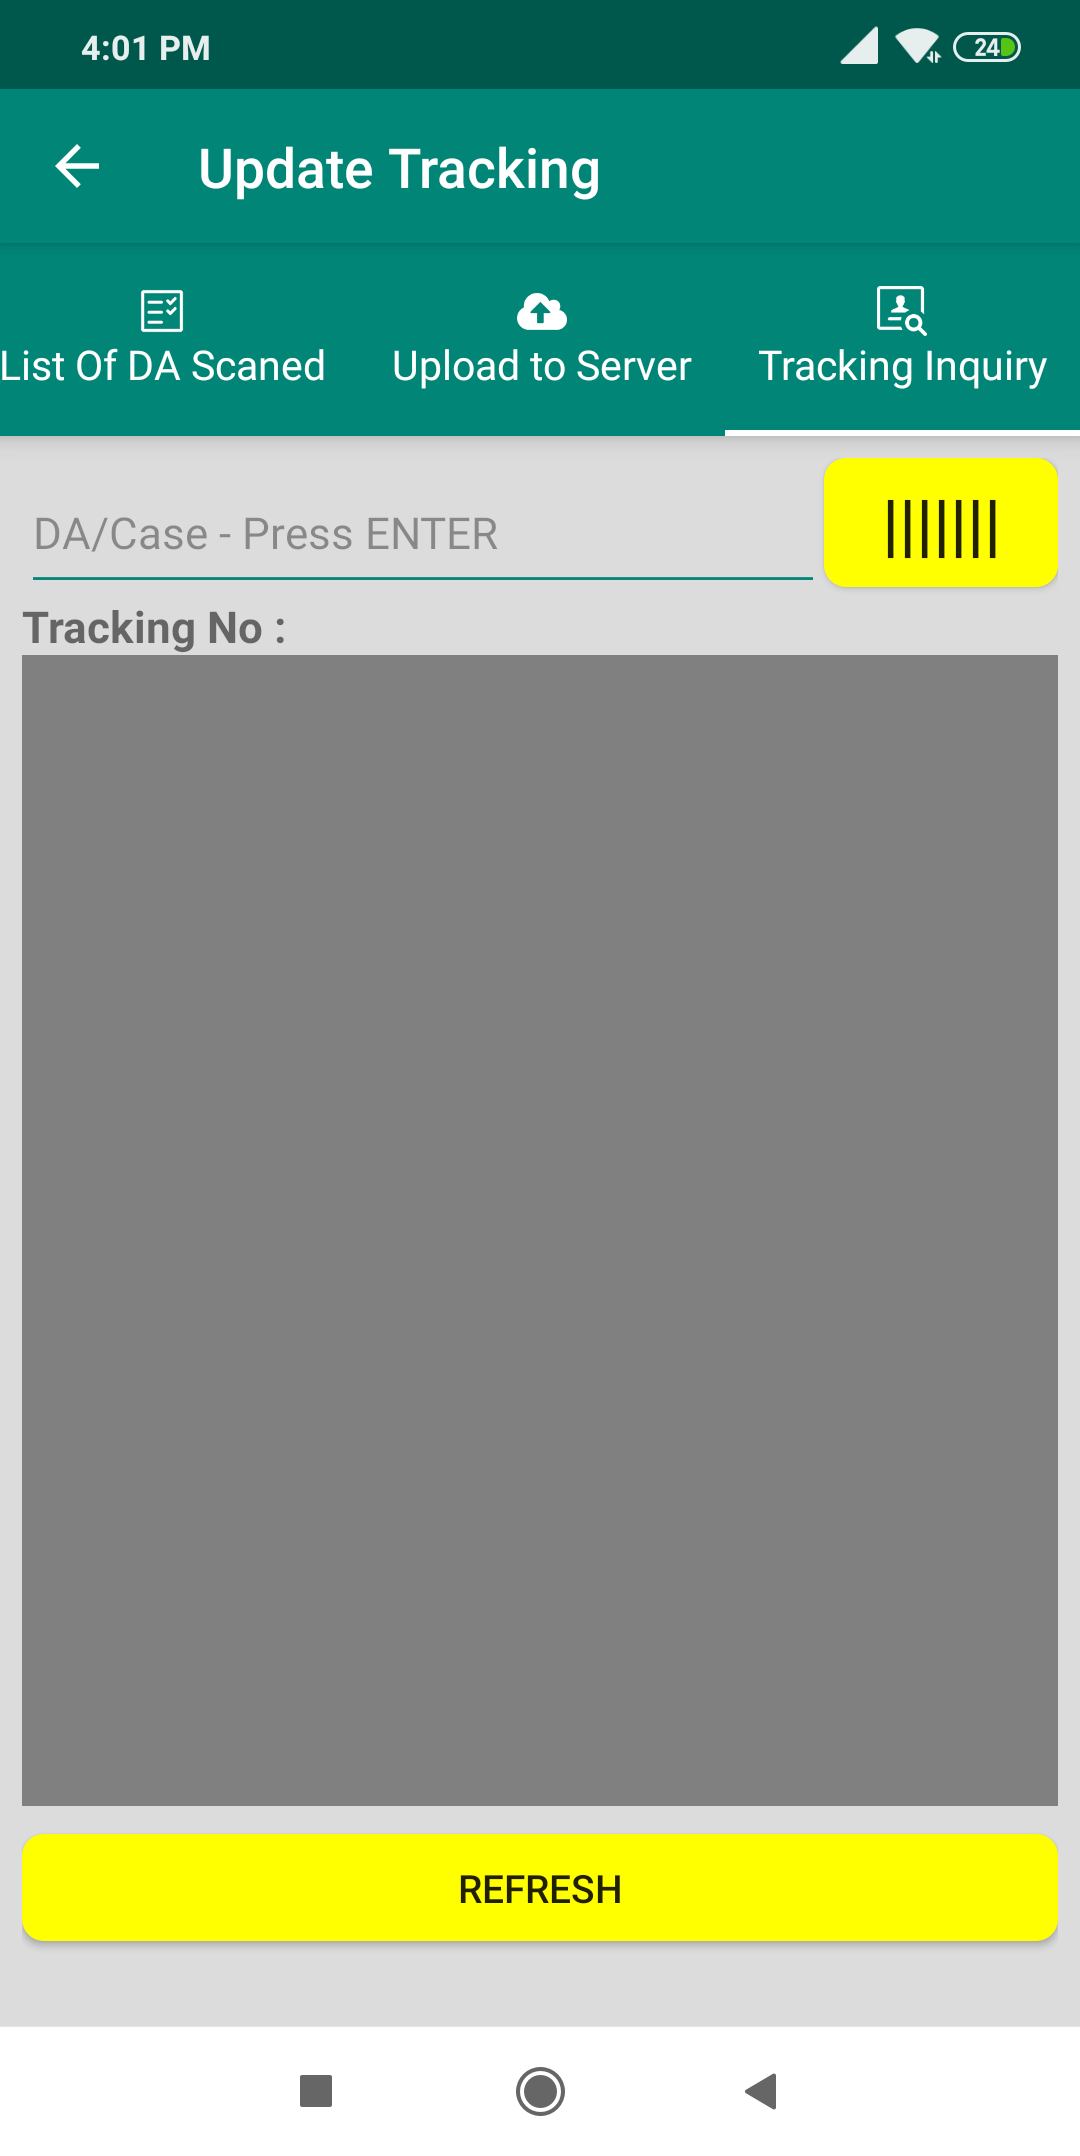 4:01 PM
24
Update Tracking
List Of DA Scaned
Upload to Server
Tracking Inquiry
DA/Case - Press ENTER
Tracking No :
REFRESH